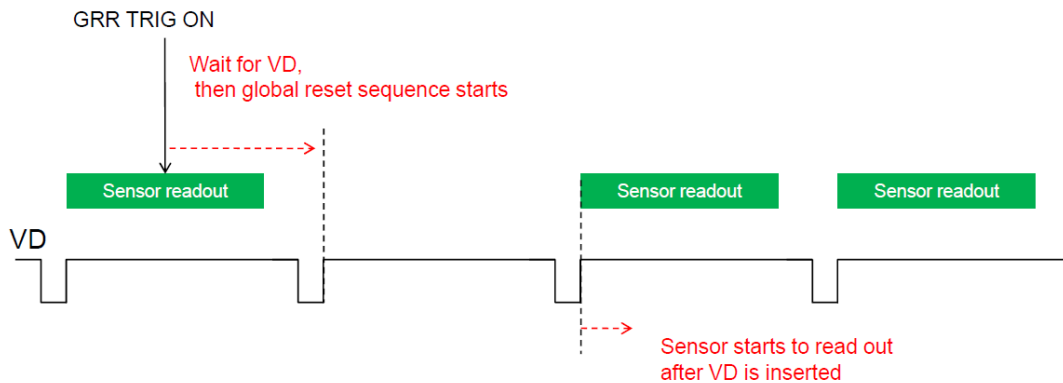 GRR TRIG ON
Wait for VD,
then global reset sequence starts
Sensor readout
Sensor readout
Sensor readout
VD
Sensor starts to read out
after VD is inserted